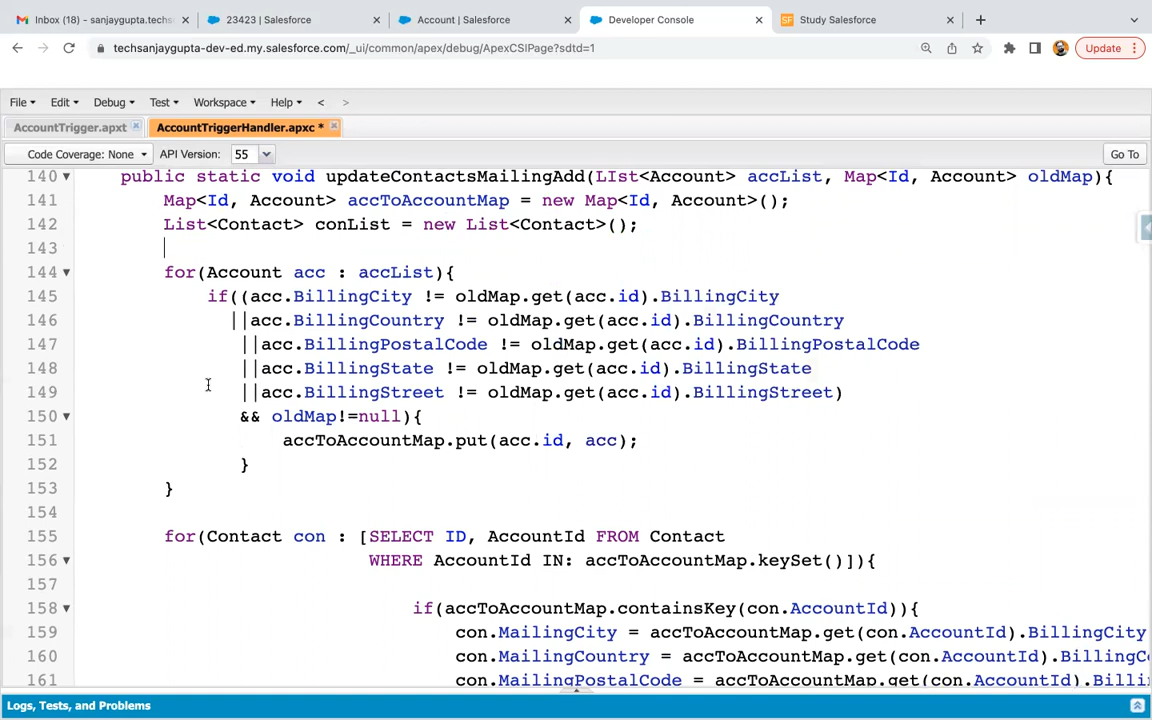 Inbox (18) - sanjaygupta.techs
23423 | Salesforce
Account | Salesforce
Developer Console
Study Salesforce
techsanjaygupta-dev-ed.my.salesforce.com/_ui/common/apex/debug/ApexCSIPage?sdtd=1
Update
File Edit Debug Test Workspace Help < >
AccountTrigger.apxt
AccountTriggerHandler.apxc *
Code Coverage: None API Version: 55 Go To
140 public static void updateContactsMailingAdd(LIst<Account> accList, Map<Id, Account> oldMap){
141 Map<Id, Account> accToAccountMap = new Map<Id, Account>();
142 List<Contact> conList = new List<Contact>();
143
144 for(Account acc : accList){
145 if((acc.BillingCity != oldMap.get(acc.id).BillingCity
146 ||acc.BillingCountry != oldMap.get(acc.id).BillingCountry
147 ||acc.BillingPostalCode != oldMap.get(acc.id).BillingPostalCode
148 ||acc.BillingState != oldMap.get(acc.id).BillingState
149 ||acc.BillingStreet != oldMap.get(acc.id).BillingStreet)
150 && oldMap!=null){
151 accToAccountMap.put(acc.id, acc);
152 }
153 }
154
155 for(Contact con : [SELECT ID, AccountId FROM Contact
156 WHERE AccountId IN: accToAccountMap.keySet()]){
157
158 if(accToAccountMap.containsKey(con.AccountId)){
159 con.MailingCity = accToAccountMap.get(con.AccountId).BillingCity
160 con.MailingCountry = accToAccountMap.get(con.AccountId).BillingC
161 con.MailingPostalCode = accToAccountMap.get(con.AccountId).Billi
Logs, Tests, and Problems